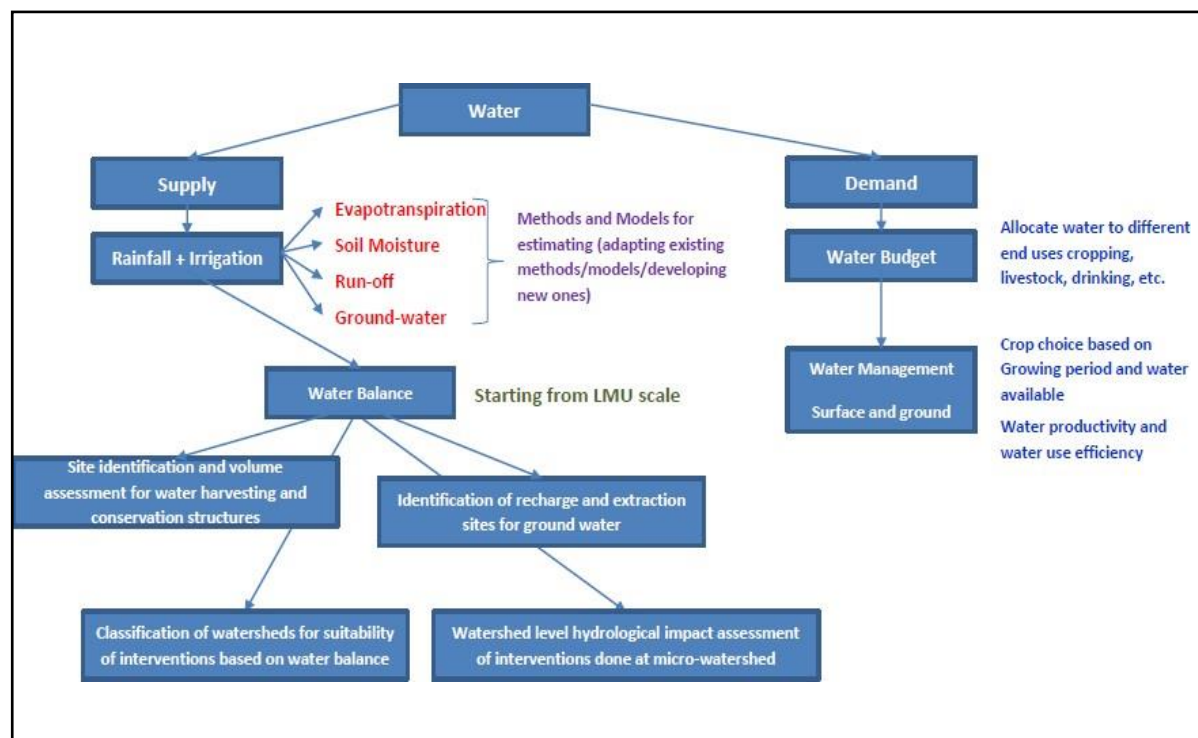 Water
Supply
Demand
Evapotranspiration
Soil Moisture
Run-off
Ground-water
Rainfall + Irrigation
Methods and Models for
estimating (adapting existing
methods/models/developing
new ones)
Water Budget
Allocate water to different
end uses cropping,
livestock, drinking, etc.
Water Balance
Starting from LMU scale
Water Management
Surface and ground
Crop choice based on
Growing period and water
available
Water productivity and
water use efficiency
Site identification and volume
assessment for water harvesting and
conservation structures
Identification of recharge and extraction
sites for ground water
Classification of watersheds for suitability
of interventions based on water balance
Watershed level hydrological impact assessment
of interventions done at micro-watershed